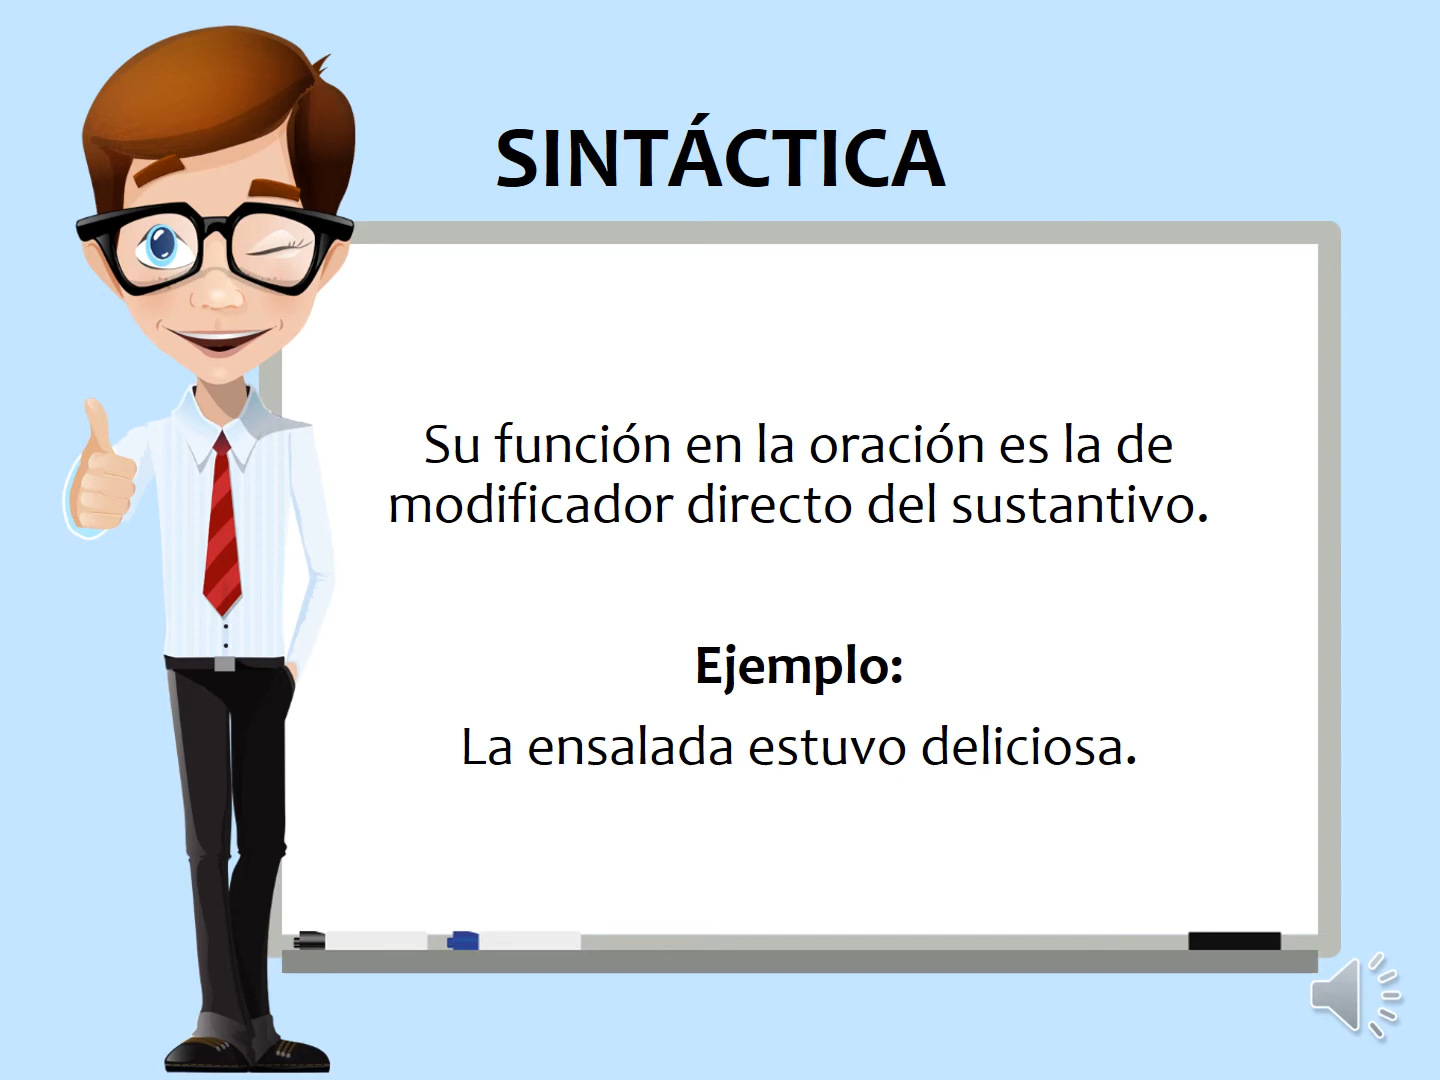 SINTÁCTICA
Su función en la oración es la de
modificador directo del sustantivo.
Ejemplo:
La ensalada estuvo deliciosa.